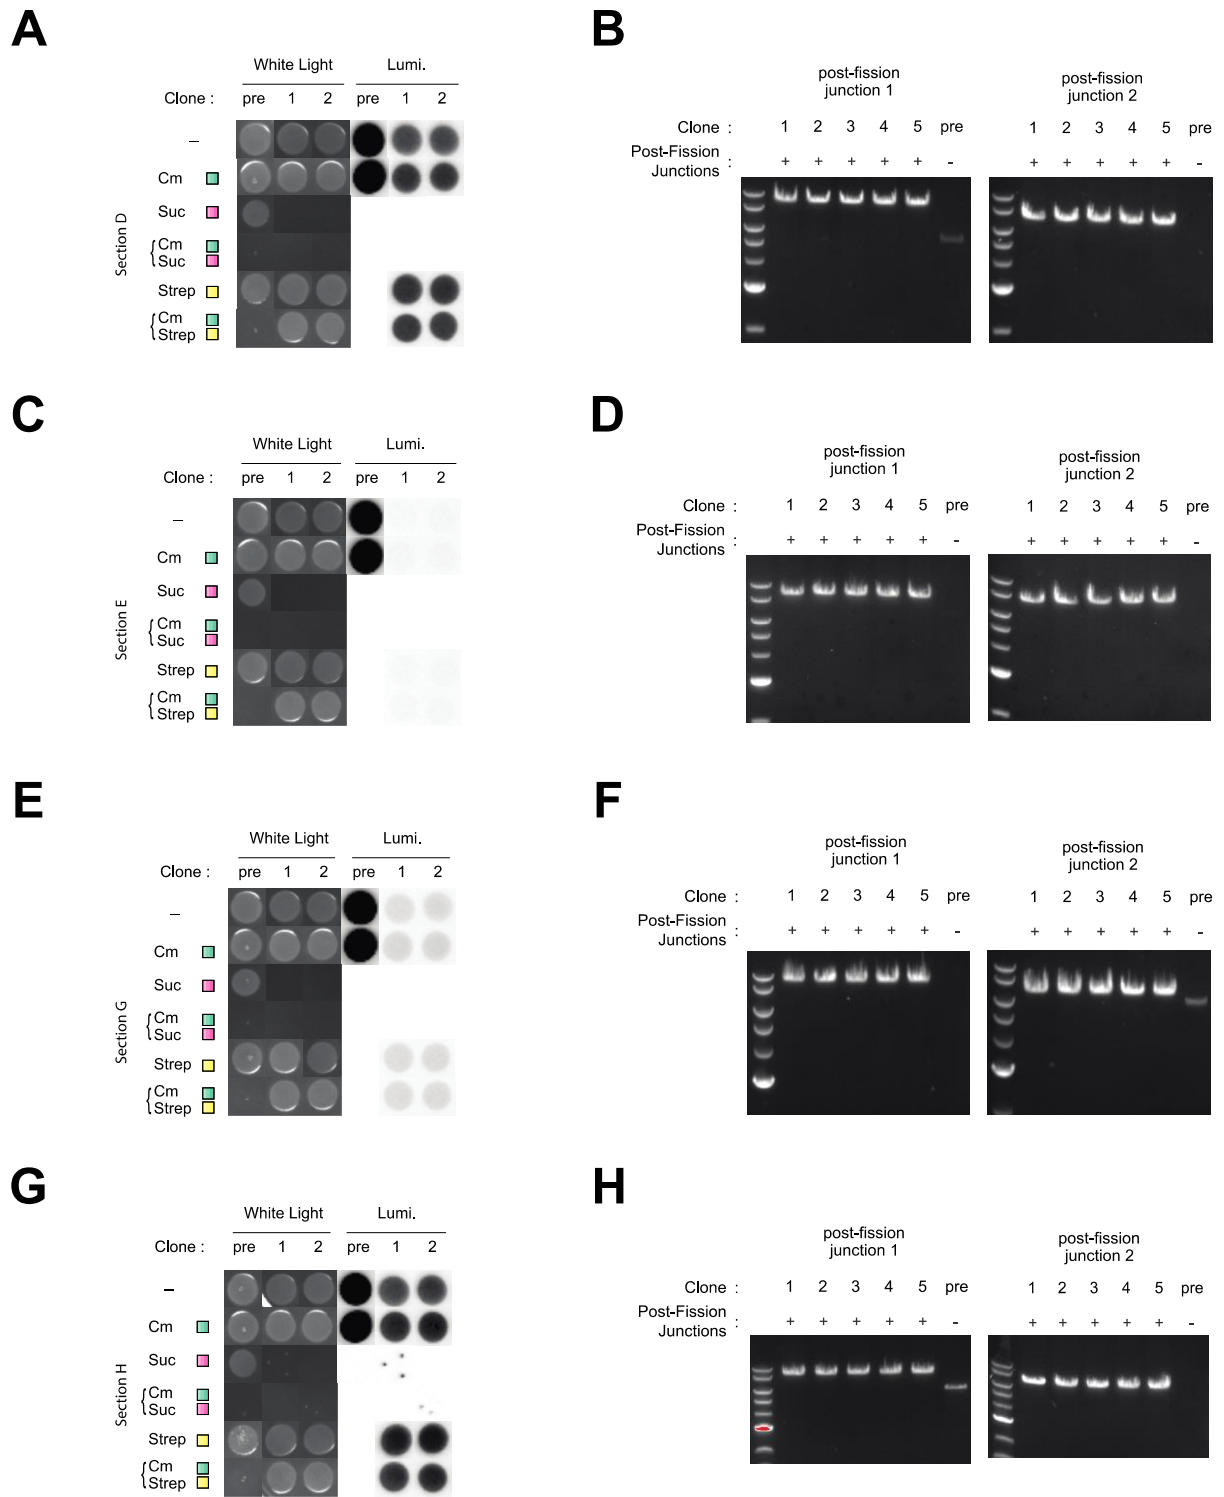 A
White Light Lumi.
Clone : pre 1 2 pre 1 2
–
Cm
Suc
{ Cm
Suc
Strep
{ Cm
Strep
Section D
B
post-fission
junction 1
post-fission
junction 2
Clone : 1 2 3 4 5 pre 1 2 3 4 5 pre
Post-Fission
Junctions : + + + + + - + + + + + -
C
White Light Lumi.
Clone : pre 1 2 pre 1 2
–
Cm
Suc
{ Cm
Suc
Strep
{ Cm
Strep
Section E
D
post-fission
junction 1
post-fission
junction 2
Clone : 1 2 3 4 5 pre 1 2 3 4 5 pre
Post-Fission
Junctions : + + + + + - + + + + + -
E
White Light Lumi.
Clone : pre 1 2 pre 1 2
–
Cm
Suc
{ Cm
Suc
Strep
{ Cm
Strep
Section G
F
post-fission
junction 1
post-fission
junction 2
Clone : 1 2 3 4 5 pre 1 2 3 4 5 pre
Post-Fission
Junctions : + + + + + - + + + + + -
G
White Light Lumi.
Clone : pre 1 2 pre 1 2
–
Cm
Suc
{ Cm
Suc
Strep
{ Cm
Strep
Section H
H
post-fission
junction 1
post-fission
junction 2
Clone : 1 2 3 4 5 pre 1 2 3 4 5 pre
Post-Fission
Junctions : + + + + + - + + + + + -